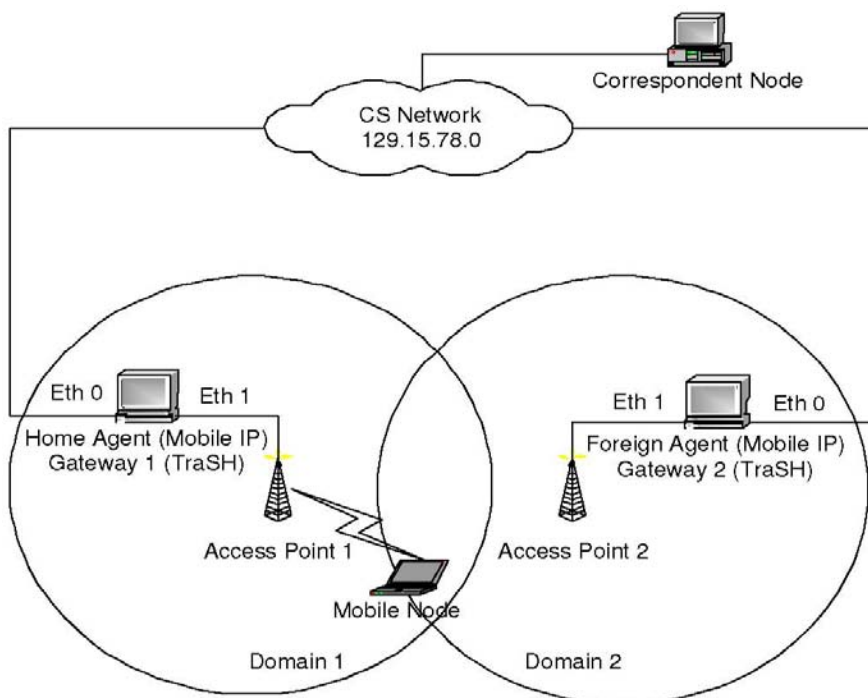 Correspondent Node
CS Network
129.15.78.0
Eth 0
Eth 1
Home Agent (Mobile IP)
Gateway 1 (TraSH)
Eth 1
Eth 0
Foreign Agent (Mobile IP)
Gateway 2 (TraSH)
Access Point 1
Access Point 2
Mobile Node
Domain 1
Domain 2